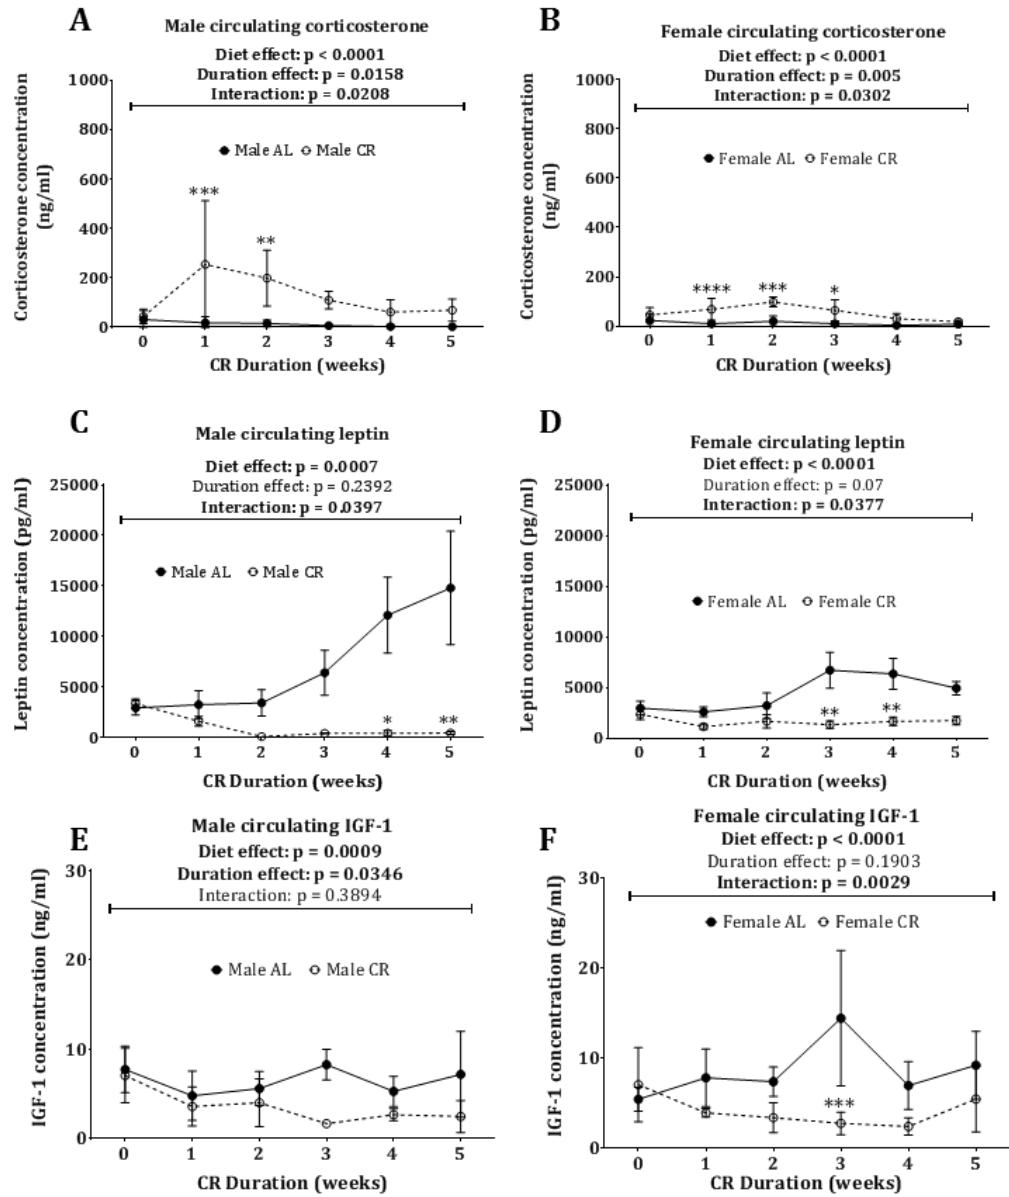 A
Male circulating corticosterone
Diet effect: p < 0.0001
Duration effect: p = 0.0158
Interaction: p = 0.0208
Corticosterone concentration
(ng/ml)
1000
800
600
400
200
0
Male AL Male CR
***
**
0 1 2 3 4 5
CR Duration (weeks)
B
Female circulating corticosterone
Diet effect: p < 0.0001
Duration effect: p = 0.005
Interaction: p = 0.0302
Corticosterone concentration
(ng/ml)
1000
800
600
400
200
0
Female AL Female CR
**** *** *
0 1 2 3 4 5
CR Duration (weeks)
C
Male circulating leptin
Diet effect: p = 0.0007
Duration effect: p = 0.2392
Interaction: p = 0.0397
Leptin concentration (pg/ml)
25000
20000
15000
10000
5000
0
Male AL Male CR
* **
0 1 2 3 4 5
CR Duration (weeks)
D
Female circulating leptin
Diet effect: p < 0.0001
Duration effect: p = 0.07
Interaction: p = 0.0377
Leptin concentration (pg/ml)
25000
20000
15000
10000
5000
0
Female AL Female CR
** **
0 1 2 3 4 5
CR Duration (weeks)
E
Male circulating IGF-1
Diet effect: p = 0.0009
Duration effect: p = 0.0346
Interaction: p = 0.3894
IGF-1 concentration (ng/ml)
30
20
10
0
Male AL Male CR
0 1 2 3 4 5
CR Duration (weeks)
F
Female circulating IGF-1
Diet effect: p < 0.0001
Duration effect: p = 0.1903
Interaction: p = 0.0029
IGF-1 concentration (ng/ml)
30
20
10
0
Female AL Female CR
***
0 1 2 3 4 5
CR Duration (weeks)